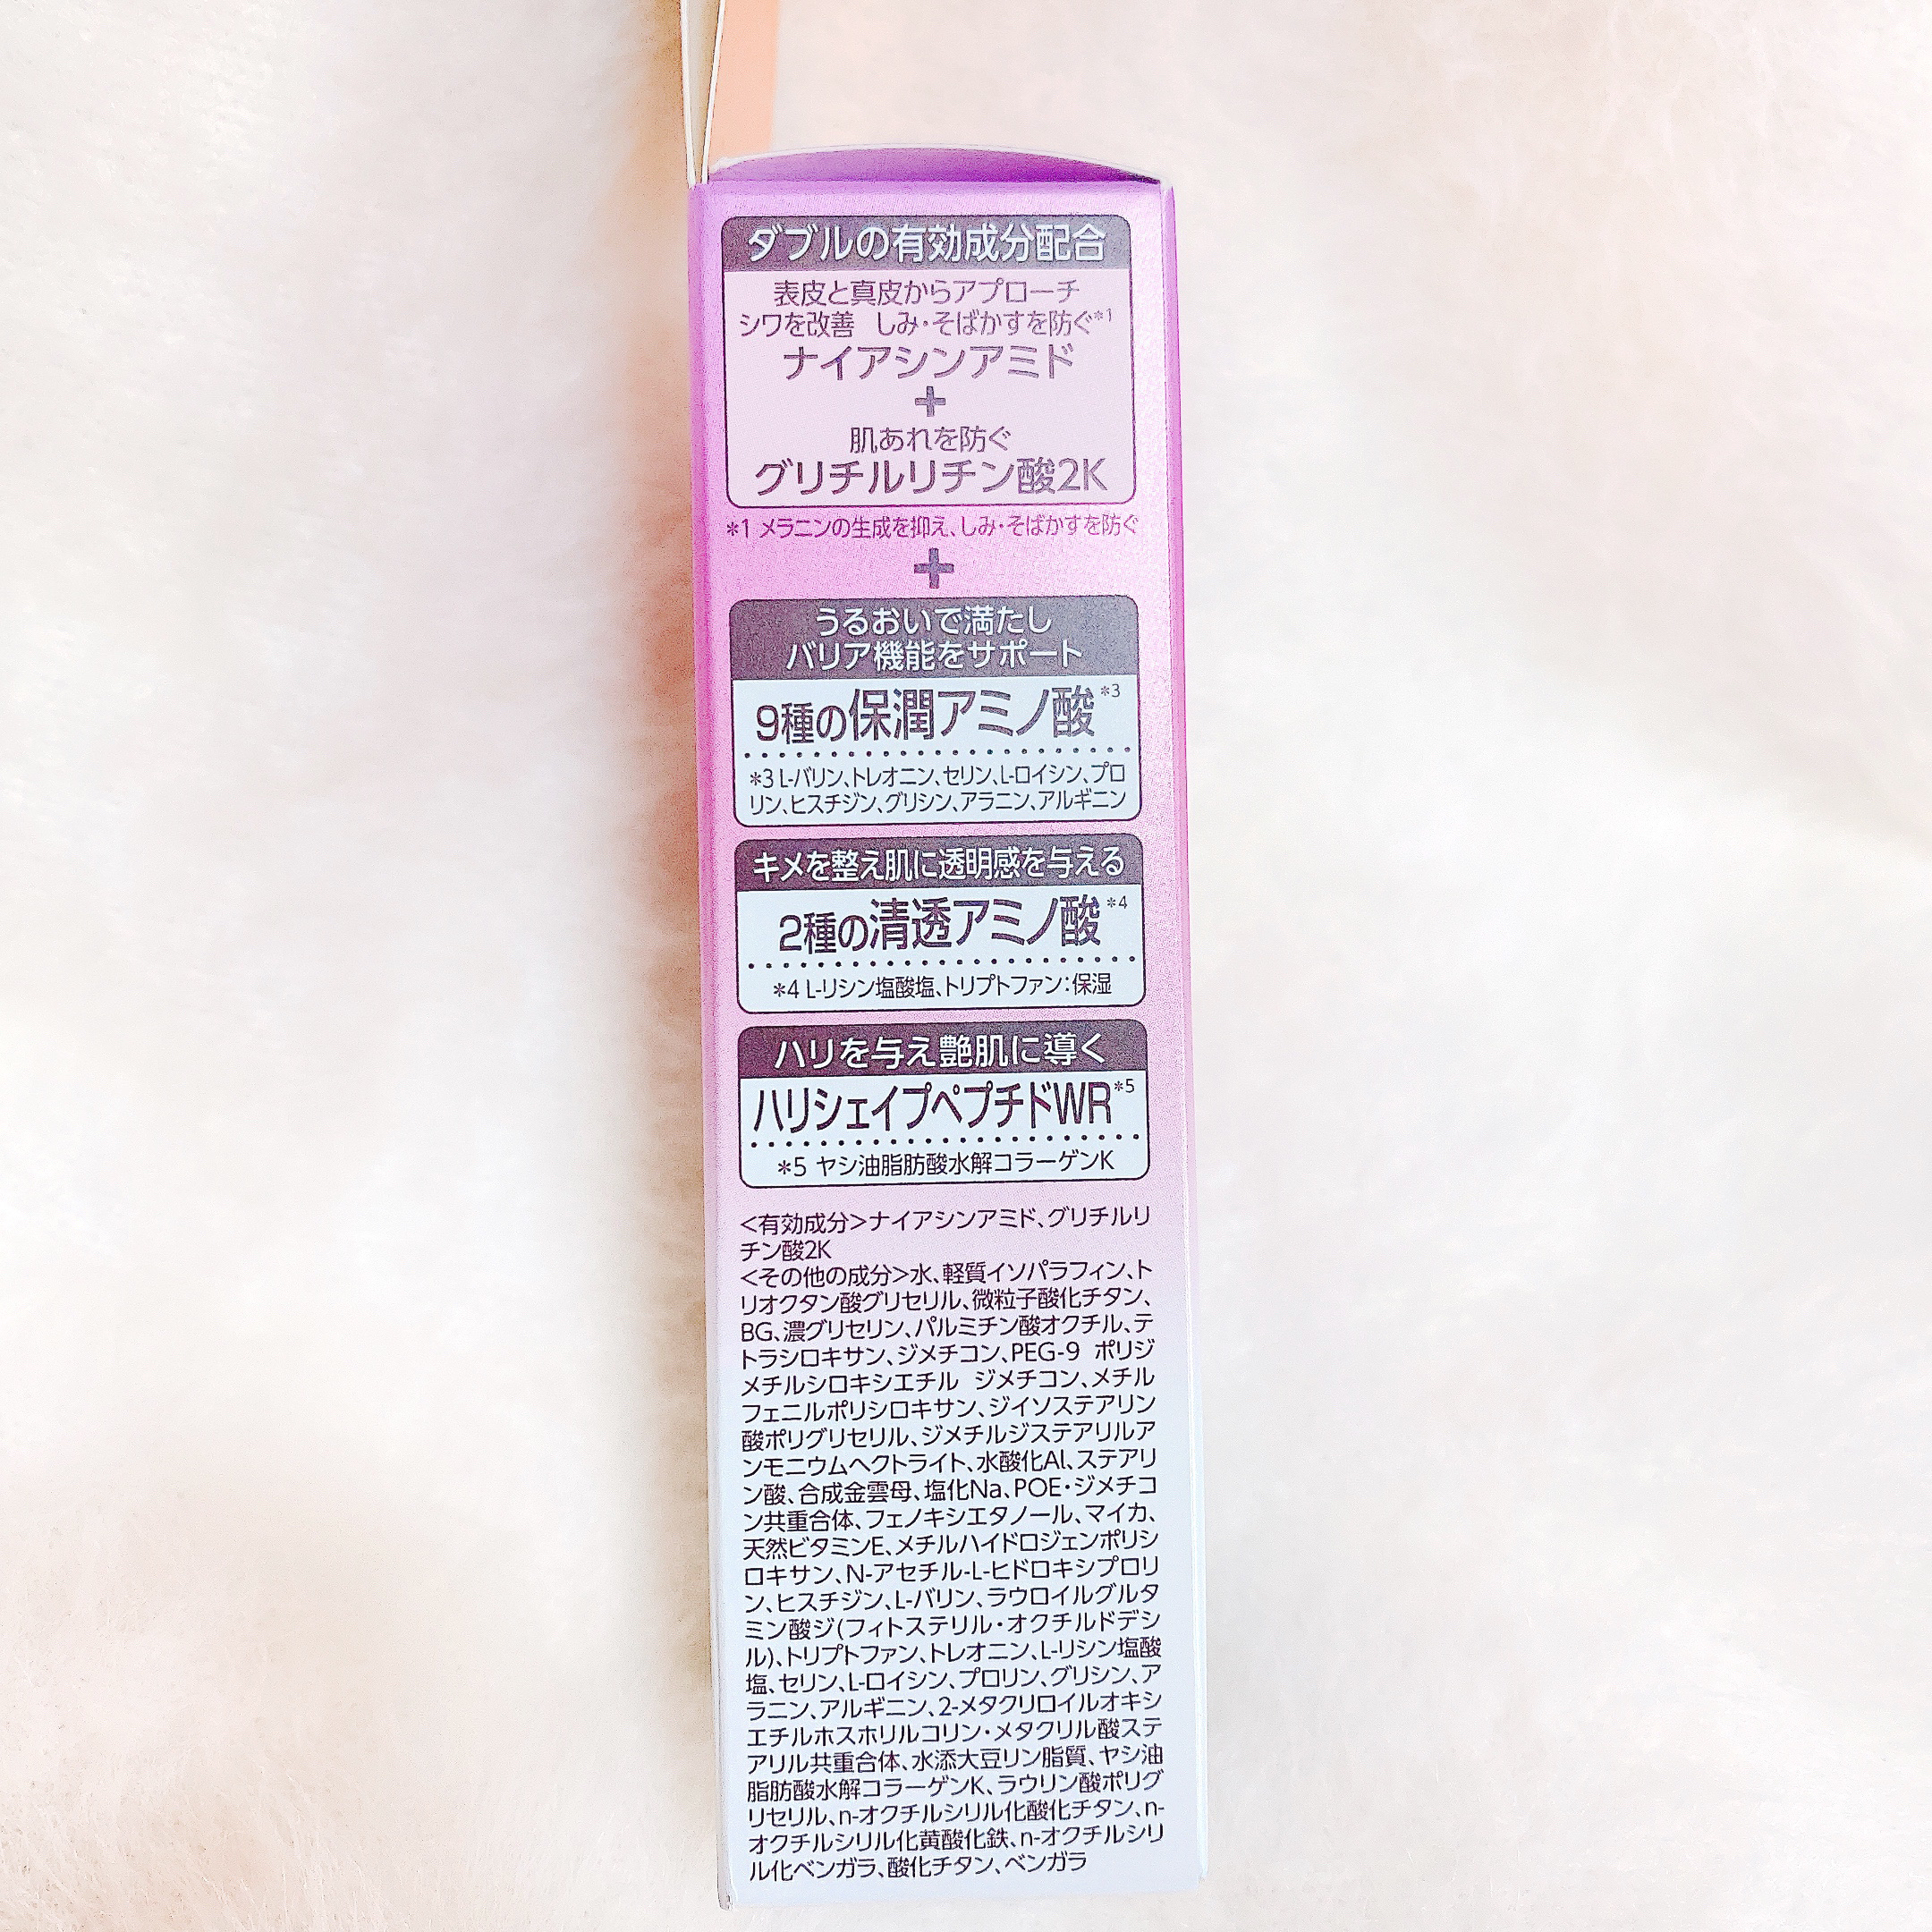 ダブルの有効成分配合
表皮と真皮からアプローチ
シワを改善 しみ・そばかすを防ぐ*1
ナイアシンアミド
+
肌あれを防ぐ
グリチルリチン酸2K
*1 メラニンの生成を抑え、しみ・そばかすを防ぐ
+
うるおいで満たし
バリア機能をサポート
9種の保潤アミノ酸*3
*3 L-バリン、トレオニン、セリン、L-ロイシン、プロ
リン、ヒスチジン、グリシン、アラニン、アルギニン
キメを整え肌に透明感を与える
2種の清透アミノ酸*4
*4 L-リシン塩酸塩、トリプトファン：保湿
ハリを与え艶肌に導く
ハリシェイプペプチドWR*5
*5 ヤシ油脂肪酸水解コラーゲンK
<有効成分>ナイアシンアミド、グリチルリ
チン酸2K
<その他の成分>水、軽質イソパラフィン、ト
リオクタン酸グリセリル、微粒子酸化チタン、
BG、濃グリセリン、パルミチン酸オクチル、テ
トラシロキサン、ジメチコン、PEG-9 ポリジ
メチルシロキシエチル ジメチコン、メチル
フェニルポリシロキサン、ジイソステアリン
酸ポリグリセリル、ジメチルジステアリルア
ンモニウムヘクトライト、水酸化Al、ステアリ
ン酸、合成金雲母、塩化Na、POE・ジメチコ
ン共重合体、フェノキシエタノール、マイカ、
天然ビタミンE、メチルハイドロジェンポリシ
ロキサン、N-アセチル-L-ヒドロキシプロリ
ン、ヒスチジン、L-バリン、ラウロイルグルタ
ミン酸ジ(フィトステリル・オクチルドデシ
ル)、トリプトファン、トレオニン、L-リシン塩酸
塩、セリン、L-ロイシン、プロリン、グリシン、ア
ラニン、アルギニン、2-メタクリロイルオキシ
エチルホスホリルコリン・メタクリル酸ステ
アリル共重合体、水添大豆リン脂質、ヤシ油
脂肪酸水解コラーゲンK、ラウリン酸ポリグ
リセリル、n-オクチルシリル化酸化チタン、n-
オクチルシリル化黄酸化鉄、n-オクチルシリ
ル化ベンガラ、酸化チタン、ベンガラ